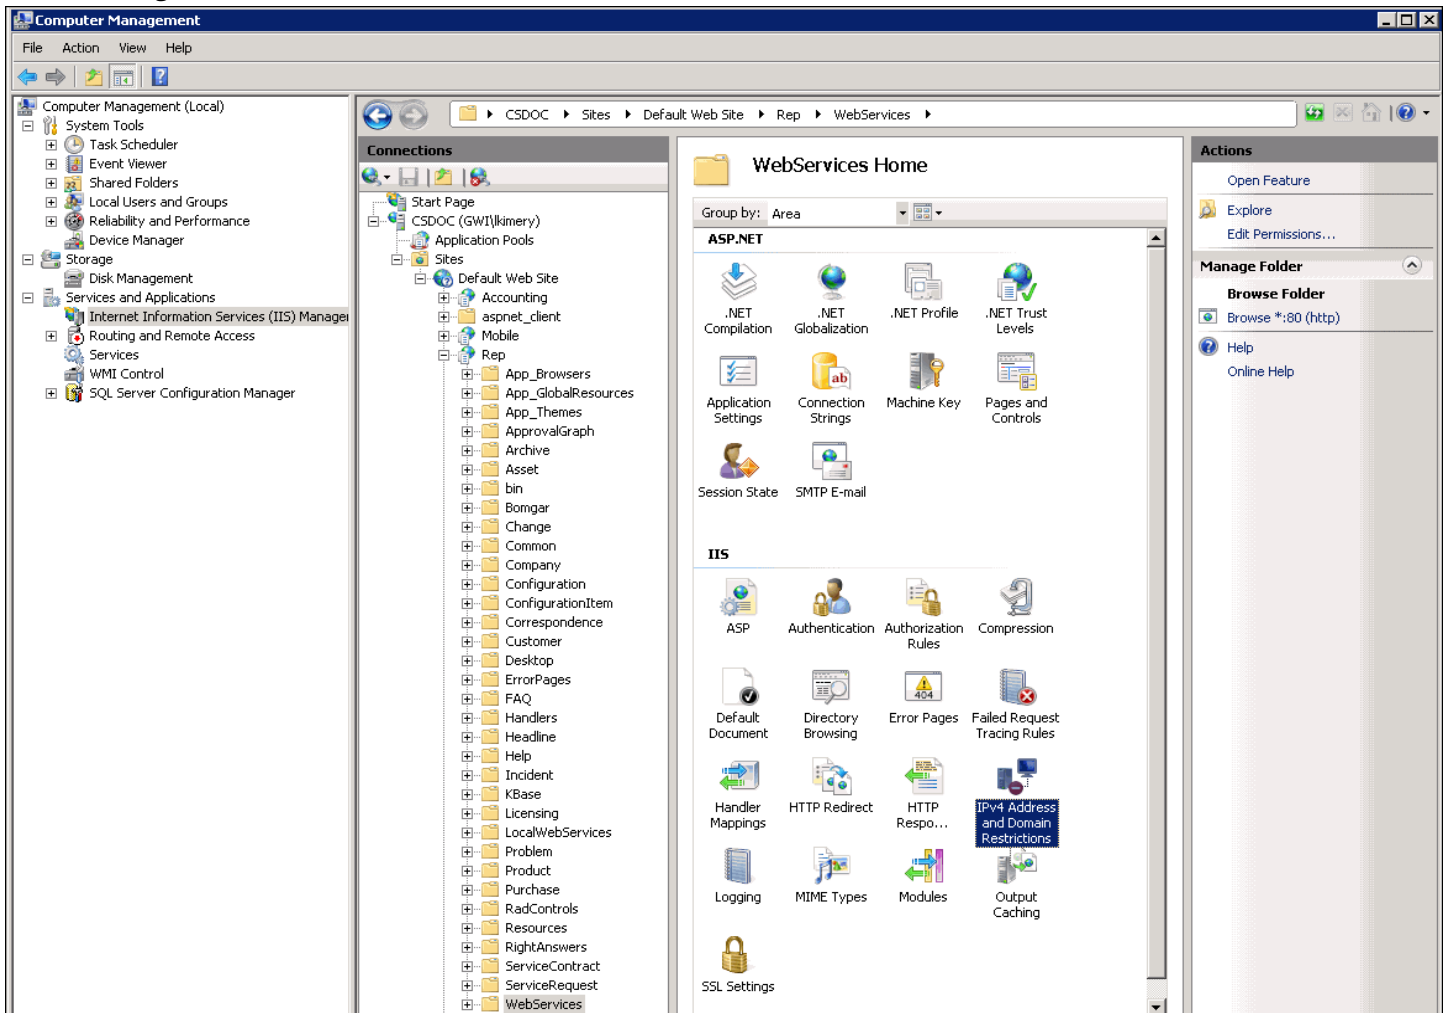 Computer Management
File Action View Help
Computer Management (Local)
System Tools
Task Scheduler
Event Viewer
Shared Folders
Local Users and Groups
Reliability and Performance
Device Manager
Storage
Disk Management
Services and Applications
Internet Information Services (IIS) Manager
Routing and Remote Access
Services
WMI Control
SQL Server Configuration Manager
CSDOC Sites Default Web Site Rep WebServices
Connections
Start Page
CSDOC (GWI\lkimery)
Application Pools
Sites
Default Web Site
Accounting
aspnet_client
Mobile
Rep
App_Browsers
App_GlobalResources
App_Themes
ApprovalGraph
Archive
Asset
bin
Bomgar
Change
Common
Company
Configuration
ConfigurationItem
Correspondence
Customer
Desktop
ErrorPages
FAQ
Handlers
Headline
Help
Incident
KBase
Licensing
LocalWebServices
Problem
Product
Purchase
RadControls
Resources
RightAnswers
ServiceContract
ServiceRequest
WebServices
WebServices Home
Group by: Area
ASP.NET
.NET Compilation
.NET Globalization
.NET Profile
.NET Trust Levels
Application Settings
Connection Strings
Machine Key
Pages and Controls
Session State
SMTP E-mail
IIS
ASP
Authentication
Authorization Rules
Compression
Default Document
Directory Browsing
Error Pages
Failed Request Tracing Rules
Handler Mappings
HTTP Redirect
HTTP Respo...
IPv4 Address and Domain Restrictions
Logging
MIME Types
Modules
Output Caching
SSL Settings
Actions
Open Feature
Explore
Edit Permissions...
Manage Folder
Browse Folder
Browse *:80 (http)
Help
Online Help